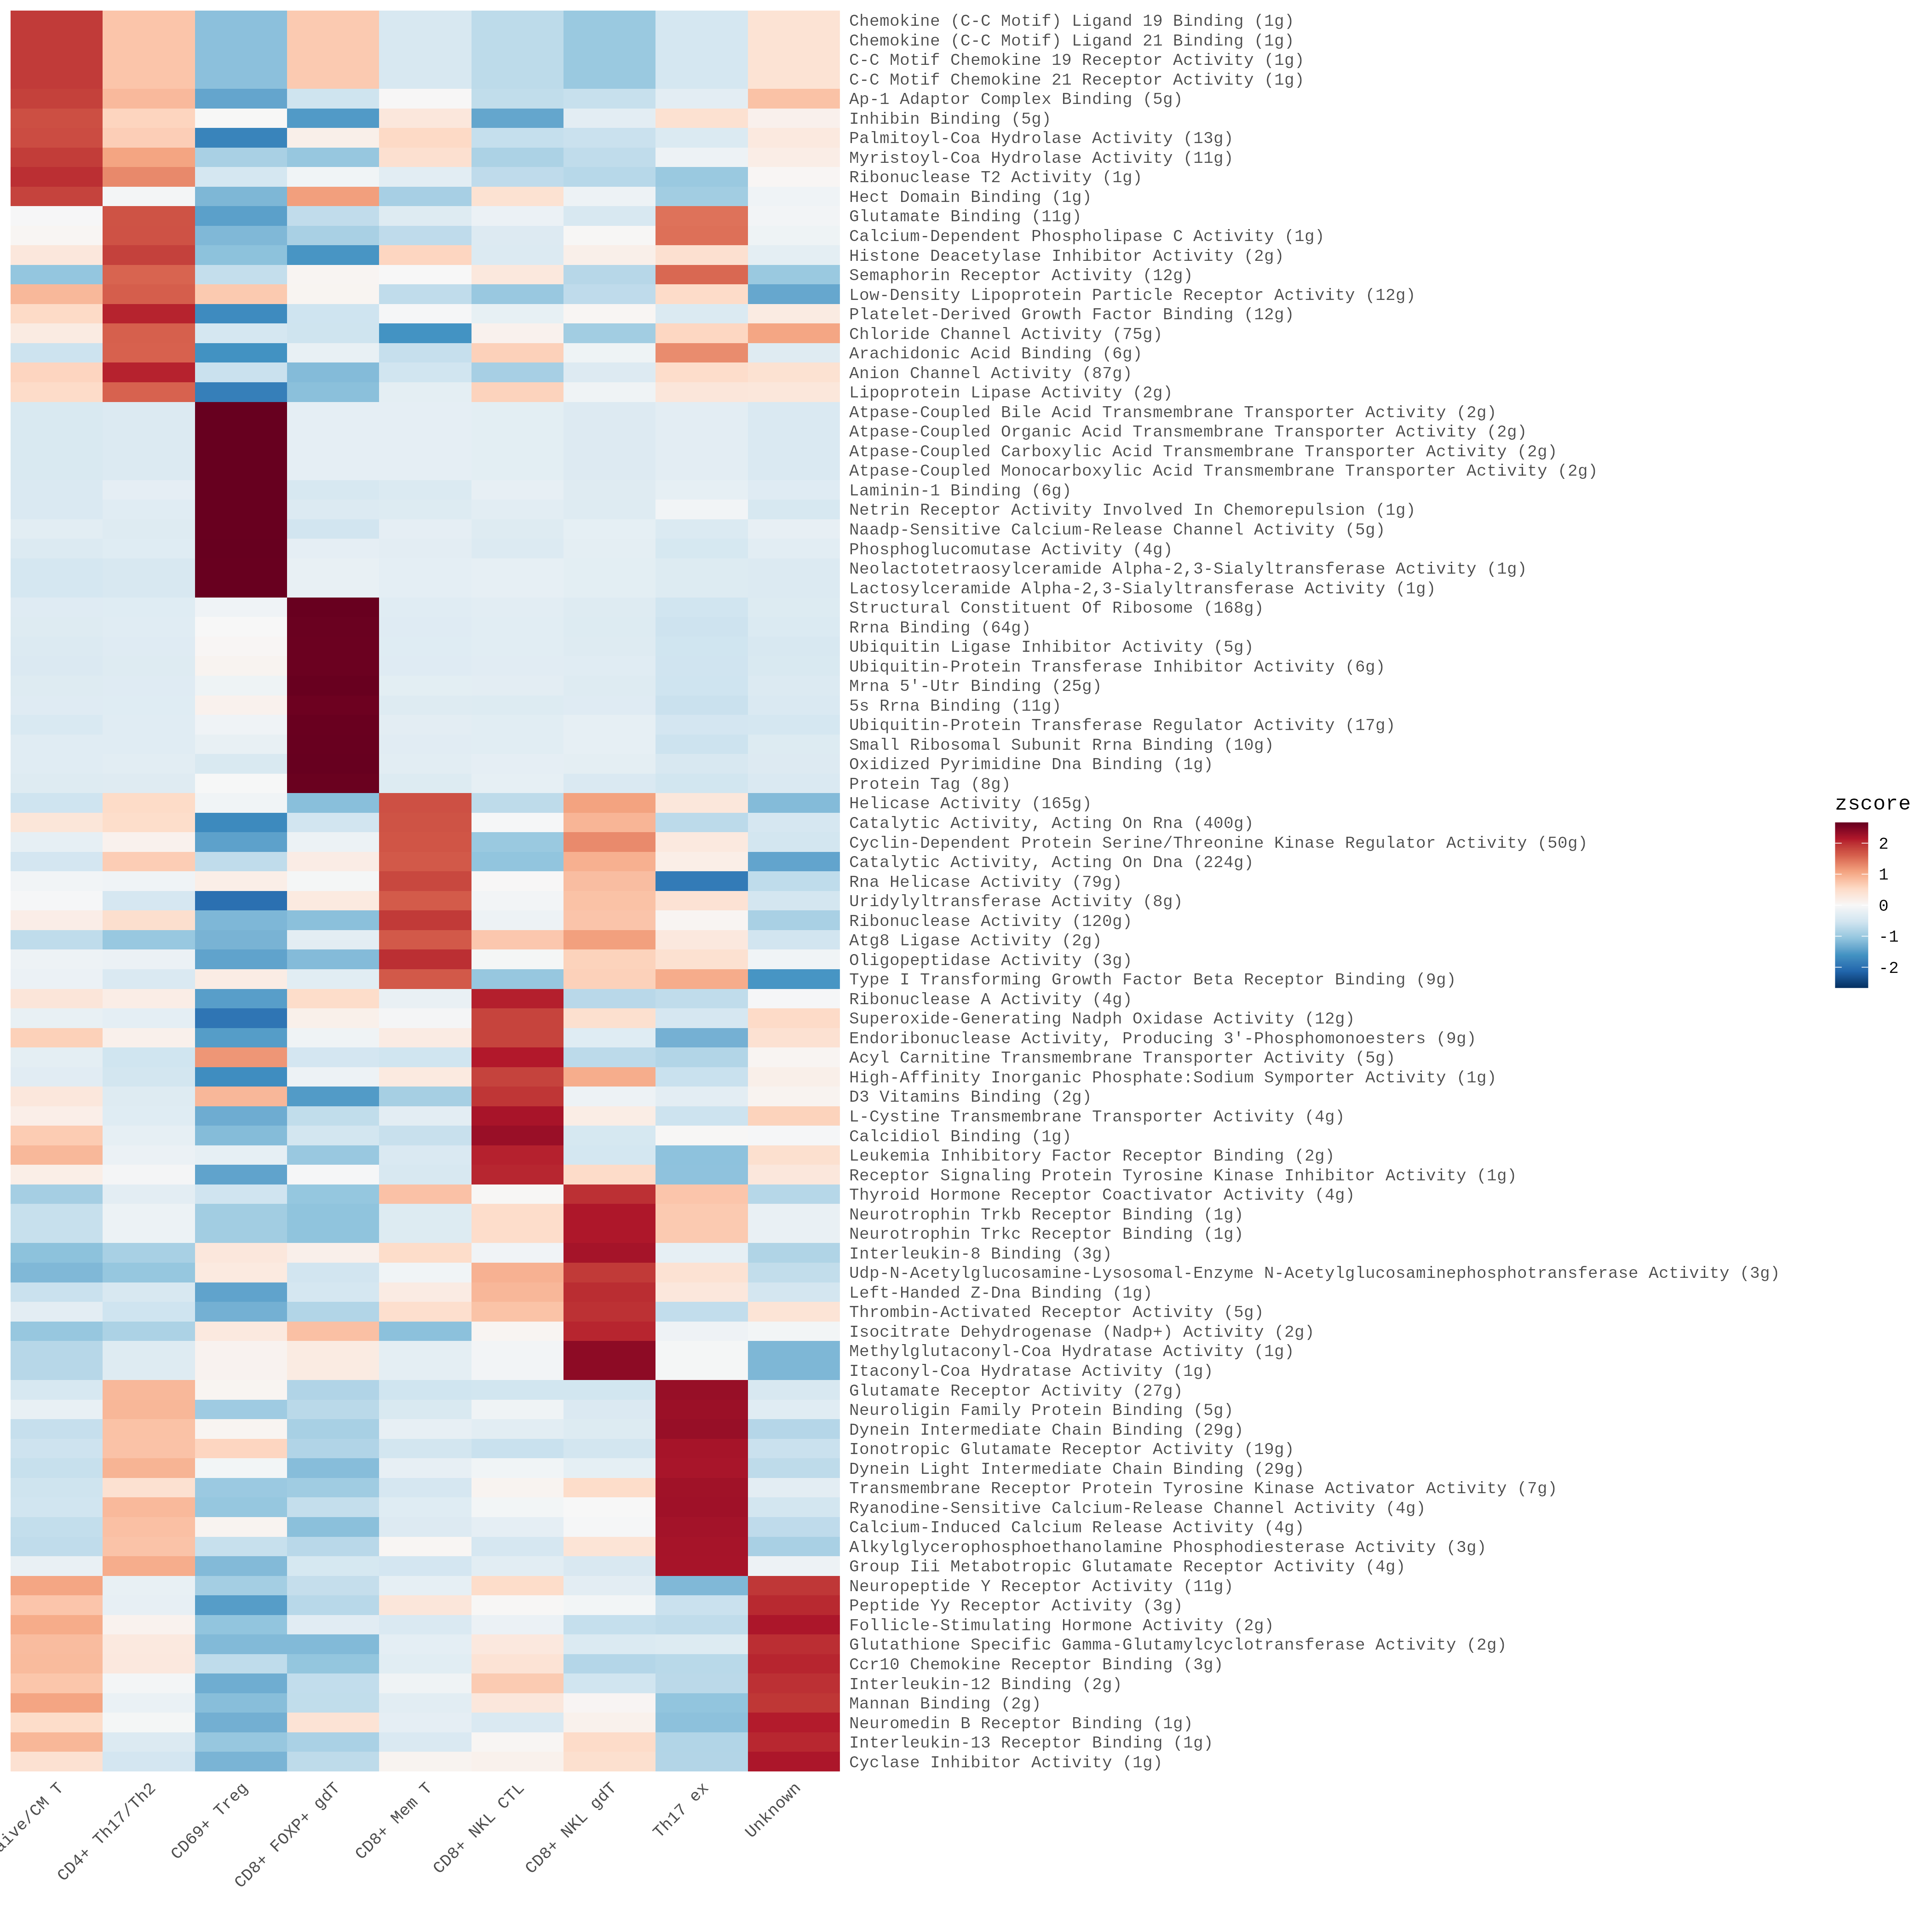 Chemokine (C-C Motif) Ligand 19 Binding (1g)
Chemokine (C-C Motif) Ligand 21 Binding (1g)
C-C Motif Chemokine 19 Receptor Activity (1g)
C-C Motif Chemokine 21 Receptor Activity (1g)
Ap-1 Adaptor Complex Binding (5g)
Inhibin Binding (5g)
Palmitoyl-Coa Hydrolase Activity (13g)
Myristoyl-Coa Hydrolase Activity (11g)
Ribonuclease T2 Activity (1g)
Hect Domain Binding (1g)
Glutamate Binding (11g)
Calcium-Dependent Phospholipase C Activity (1g)
Histone Deacetylase Inhibitor Activity (2g)
Semaphorin Receptor Activity (12g)
Low-Density Lipoprotein Particle Receptor Activity (12g)
Platelet-Derived Growth Factor Binding (12g)
Chloride Channel Activity (75g)
Arachidonic Acid Binding (6g)
Anion Channel Activity (87g)
Lipoprotein Lipase Activity (2g)
Atpase-Coupled Bile Acid Transmembrane Transporter Activity (2g)
Atpase-Coupled Organic Acid Transmembrane Transporter Activity (2g)
Atpase-Coupled Carboxylic Acid Transmembrane Transporter Activity (2g)
Atpase-Coupled Monocarboxylic Acid Transmembrane Transporter Activity (2g)
Laminin-1 Binding (6g)
Netrin Receptor Activity Involved In Chemorepulsion (1g)
Naadp-Sensitive Calcium-Release Channel Activity (5g)
Phosphoglucomutase Activity (4g)
Neolactotetraosylceramide Alpha-2,3-Sialyltransferase Activity (1g)
Lactosylceramide Alpha-2,3-Sialyltransferase Activity (1g)
Structural Constituent Of Ribosome (168g)
Rrna Binding (64g)
Ubiquitin Ligase Inhibitor Activity (5g)
Ubiquitin-Protein Transferase Inhibitor Activity (6g)
Mrna 5'-Utr Binding (25g)
5s Rrna Binding (11g)
Ubiquitin-Protein Transferase Regulator Activity (17g)
Small Ribosomal Subunit Rrna Binding (10g)
Oxidized Pyrimidine Dna Binding (1g)
Protein Tag (8g)
Helicase Activity (165g)
Catalytic Activity, Acting On Rna (400g)
Cyclin-Dependent Protein Serine/Threonine Kinase Regulator Activity (50g)
Catalytic Activity, Acting On Dna (224g)
Rna Helicase Activity (79g)
Uridylyltransferase Activity (8g)
Ribonuclease Activity (120g)
Atg8 Ligase Activity (2g)
Oligopeptidase Activity (3g)
Type I Transforming Growth Factor Beta Receptor Binding (9g)
Ribonuclease A Activity (4g)
Superoxide-Generating Nadph Oxidase Activity (12g)
Endoribonuclease Activity, Producing 3'-Phosphomonoesters (9g)
Acyl Carnitine Transmembrane Transporter Activity (5g)
High-Affinity Inorganic Phosphate:Sodium Symporter Activity (1g)
D3 Vitamins Binding (2g)
L-Cystine Transmembrane Transporter Activity (4g)
Calcidiol Binding (1g)
Leukemia Inhibitory Factor Receptor Binding (2g)
Receptor Signaling Protein Tyrosine Kinase Inhibitor Activity (1g)
Thyroid Hormone Receptor Coactivator Activity (4g)
Neurotrophin Trkb Receptor Binding (1g)
Neurotrophin Trkc Receptor Binding (1g)
Interleukin-8 Binding (3g)
Udp-N-Acetylglucosamine-Lysosomal-Enzyme N-Acetylglucosaminephosphotransferase Activity (3g)
Left-Handed Z-Dna Binding (1g)
Thrombin-Activated Receptor Activity (5g)
Isocitrate Dehydrogenase (Nadp+) Activity (2g)
Methylglutaconyl-Coa Hydratase Activity (1g)
Itaconyl-Coa Hydratase Activity (1g)
Glutamate Receptor Activity (27g)
Neuroligin Family Protein Binding (5g)
Dynein Intermediate Chain Binding (29g)
Ionotropic Glutamate Receptor Activity (19g)
Dynein Light Intermediate Chain Binding (29g)
Transmembrane Receptor Protein Tyrosine Kinase Activator Activity (7g)
Ryanodine-Sensitive Calcium-Release Channel Activity (4g)
Calcium-Induced Calcium Release Activity (4g)
Alkylglycerophosphoethanolamine Phosphodiesterase Activity (3g)
Group Iii Metabotropic Glutamate Receptor Activity (4g)
Neuropeptide Y Receptor Activity (11g)
Peptide Yy Receptor Activity (3g)
Follicle-Stimulating Hormone Activity (2g)
Glutathione Specific Gamma-Glutamylcyclotransferase Activity (2g)
Ccr10 Chemokine Receptor Binding (3g)
Interleukin-12 Binding (2g)
Mannan Binding (2g)
Neuromedin B Receptor Binding (1g)
Interleukin-13 Receptor Binding (1g)
Cyclase Inhibitor Activity (1g)
zscore
2
1
0
-1
-2
T
CD4+ Th17/Th2
CD69+ Treg
CD8+ FOXP+ gdT
CD8+ Mem T
CD8+ NKL CTL
CD8+ NKL gdT
Th17 ex
Unknown